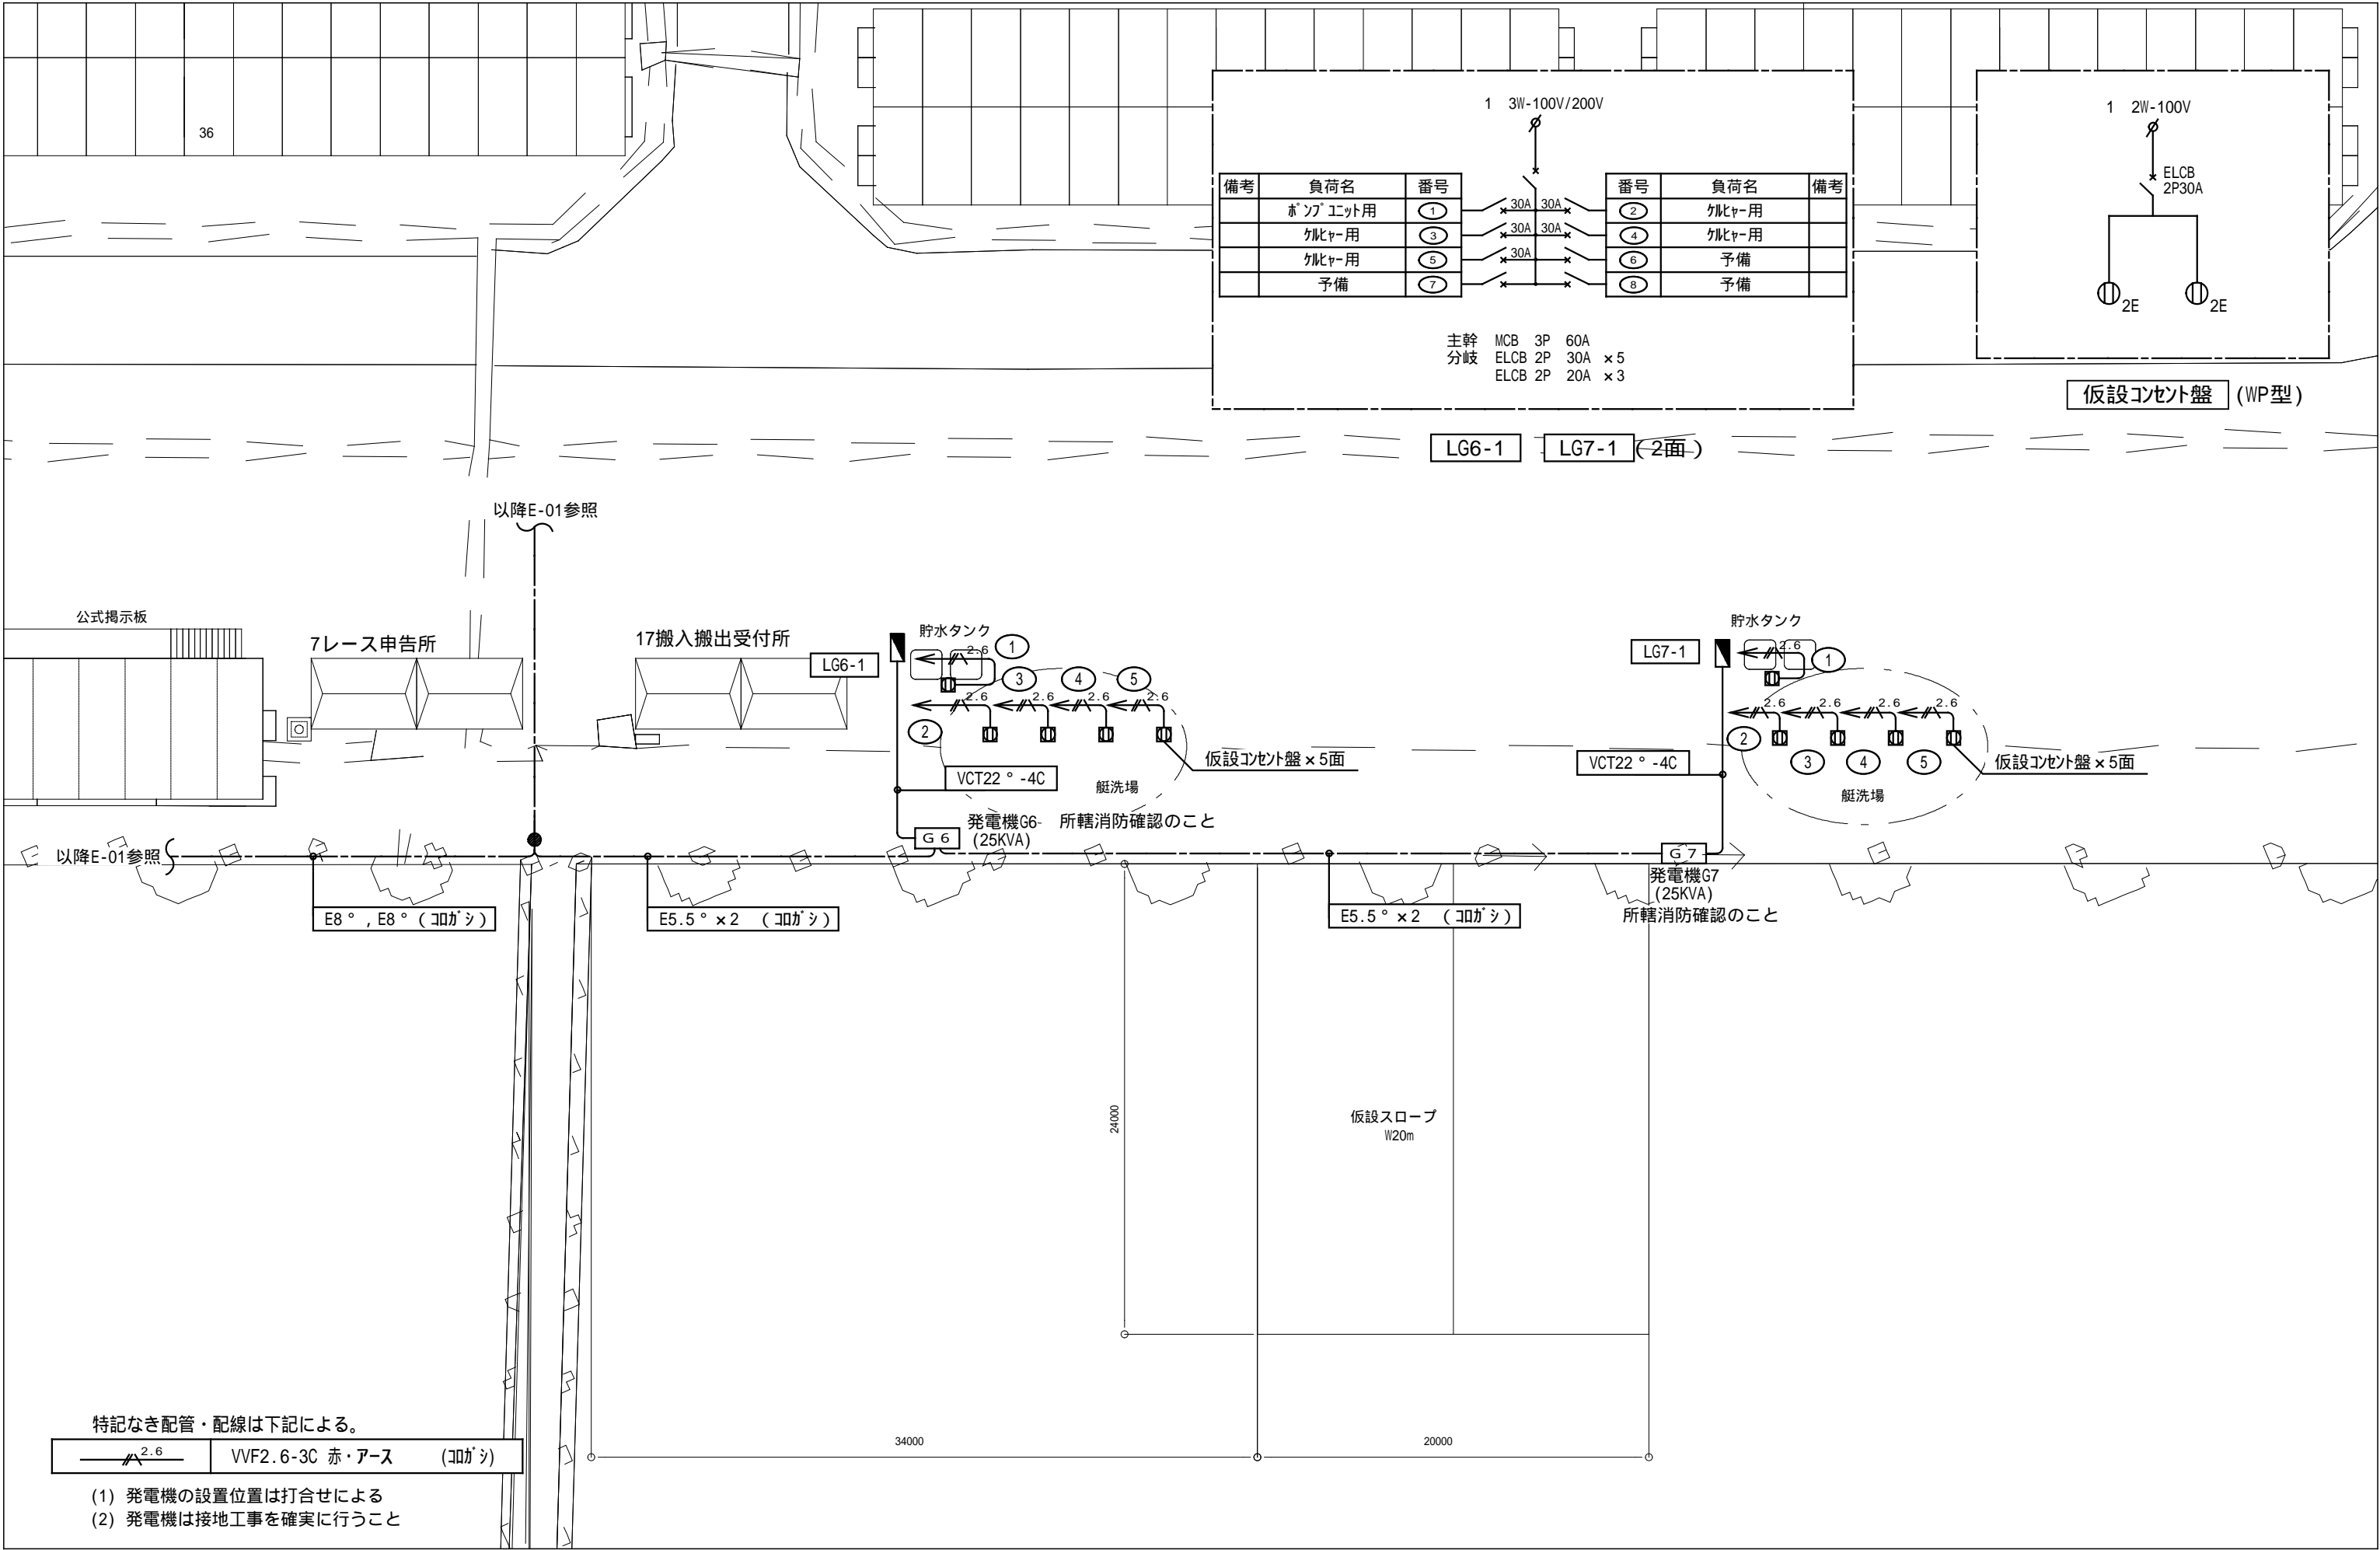 36
1 3W-100V/200V
備考 負荷名 番号 番号 負荷名 備考
ポンプユニット用 1 30A 30A 2 ケルヒャー用
ケルヒャー用 3 30A 30A 4 ケルヒャー用
ケルヒャー用 5 30A 6 予備
予備 7 8 予備
主幹 MCB 3P 60A
分岐 ELCB 2P 30A ×5
ELCB 2P 20A ×3
LG6-1 LG7-1 (2面)
1 2W-100V
ELCB
2P30A
2E 2E
仮設コンセント盤 (WP型)
以降E-01参照
公式掲示板
7レース申告所
17搬入搬出受付所
LG6-1
貯水タンク
2.6 1
3 4 5
2.6 2.6 2.6 2.6
2
仮設コンセント盤×5面
VCT22°-4C
艇洗場
発電機G6- 所轄消防確認のこと
(25KVA)
G6
貯水タンク
LG7-1
2.6 1
2.6 2.6 2.6 2.6
2
3 4 5
仮設コンセント盤×5面
VCT22°-4C
艇洗場
G7
発電機G7
(25KVA)
所轄消防確認のこと
以降E-01参照
E8°,E8°(コロガシ)
E5.5°×2 (コロガシ)
E5.5°×2 (コロガシ)
24000
仮設スロープ
W20m
34000
20000
特記なき配管・配線は下記による。
2.6 VVF2.6-3C 赤・アース (コロガシ)
(1) 発電機の設置位置は打合せによる
(2) 発電機は接地工事を確実に行うこと